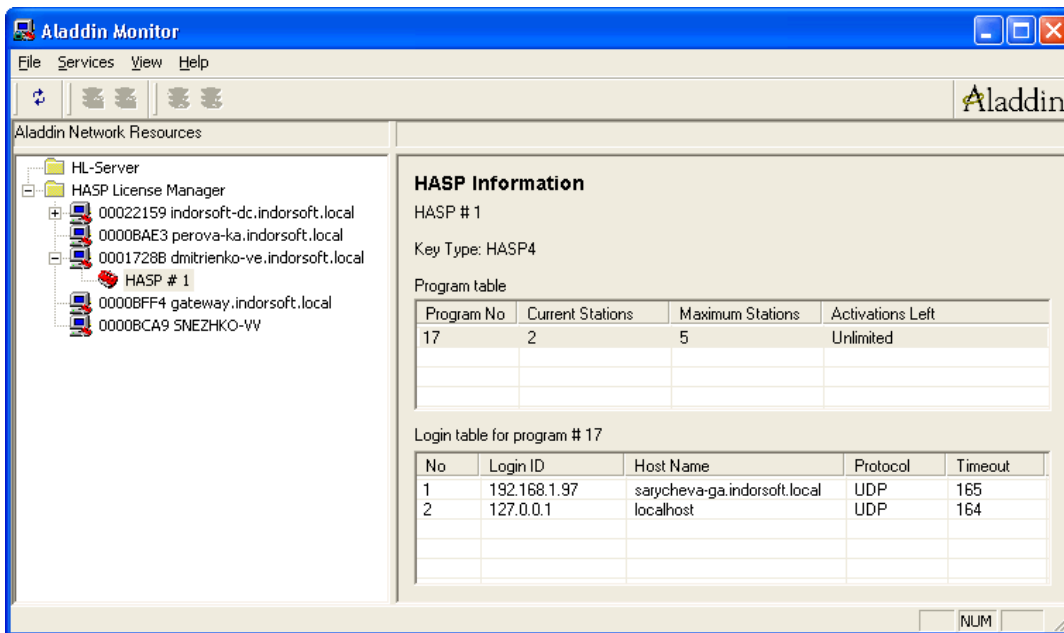 Aladdin Monitor
File Services View Help
Aladdin
Aladdin Network Resources
HL-Server
HASP License Manager
00022159 indorsoft-dc.indorsoft.local
0000BAE3 perova-ka.indorsoft.local
0001728B dmitrienko-ve.indorsoft.local
HASP # 1
0000BFF4 gateway.indorsoft.local
0000BCA9 SNEZHKO-VV
HASP Information
HASP # 1
Key Type: HASP4
Program table
Program No Current Stations Maximum Stations Activations Left
17 2 5 Unlimited
Login table for program # 17
No Login ID Host Name Protocol Timeout
1 192.168.1.97 sarycheva-ga.indorsoft.local UDP 165
2 127.0.0.1 localhost UDP 164
NUM